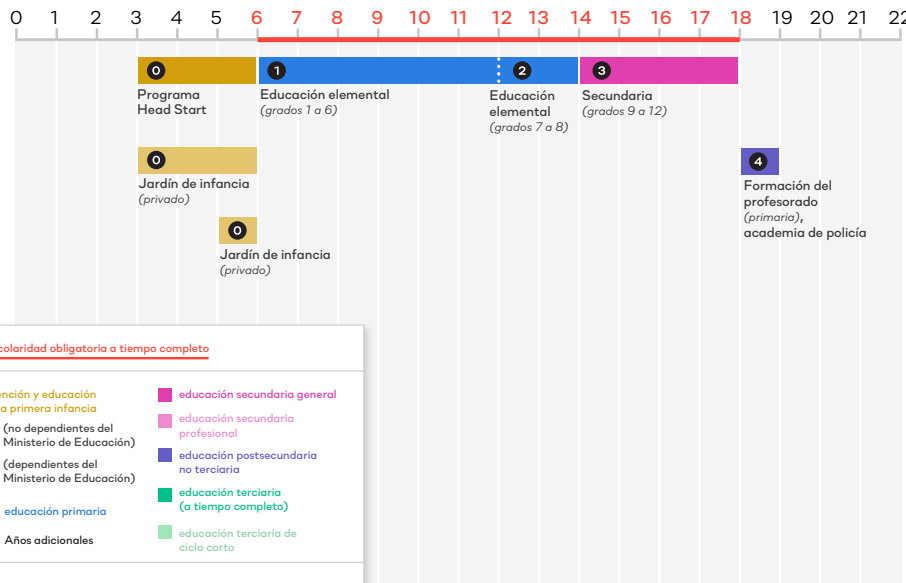 0 1 2 3 4 5 6 7 8 9 10 11 12 13 14 15 16 17 18 19 20 21 22
0
1
2
3
Programa
Head Start
Educación elemental
(grados 1 a 6)
Educación
elemental
(grados 7 a 8)
Secundaria
(grados 9 a 12)
0
Jardín de infancia
(privado)
4
Formación del
profesorado
(primaria),
academia de policía
0
Jardín de infancia
(privado)
colaridad obligatoria a tiempo completo
nción y educación
a primera infancia
(no dependientes del
Ministerio de Educación)
(dependientes del
Ministerio de Educación)
educación primaria
Años adicionales
educación secundaria general
educación secundaria
profesional
educación postsecundaria
no terciaria
educación terciaria
(a tiempo completo)
educación terciaria de
ciclo corto